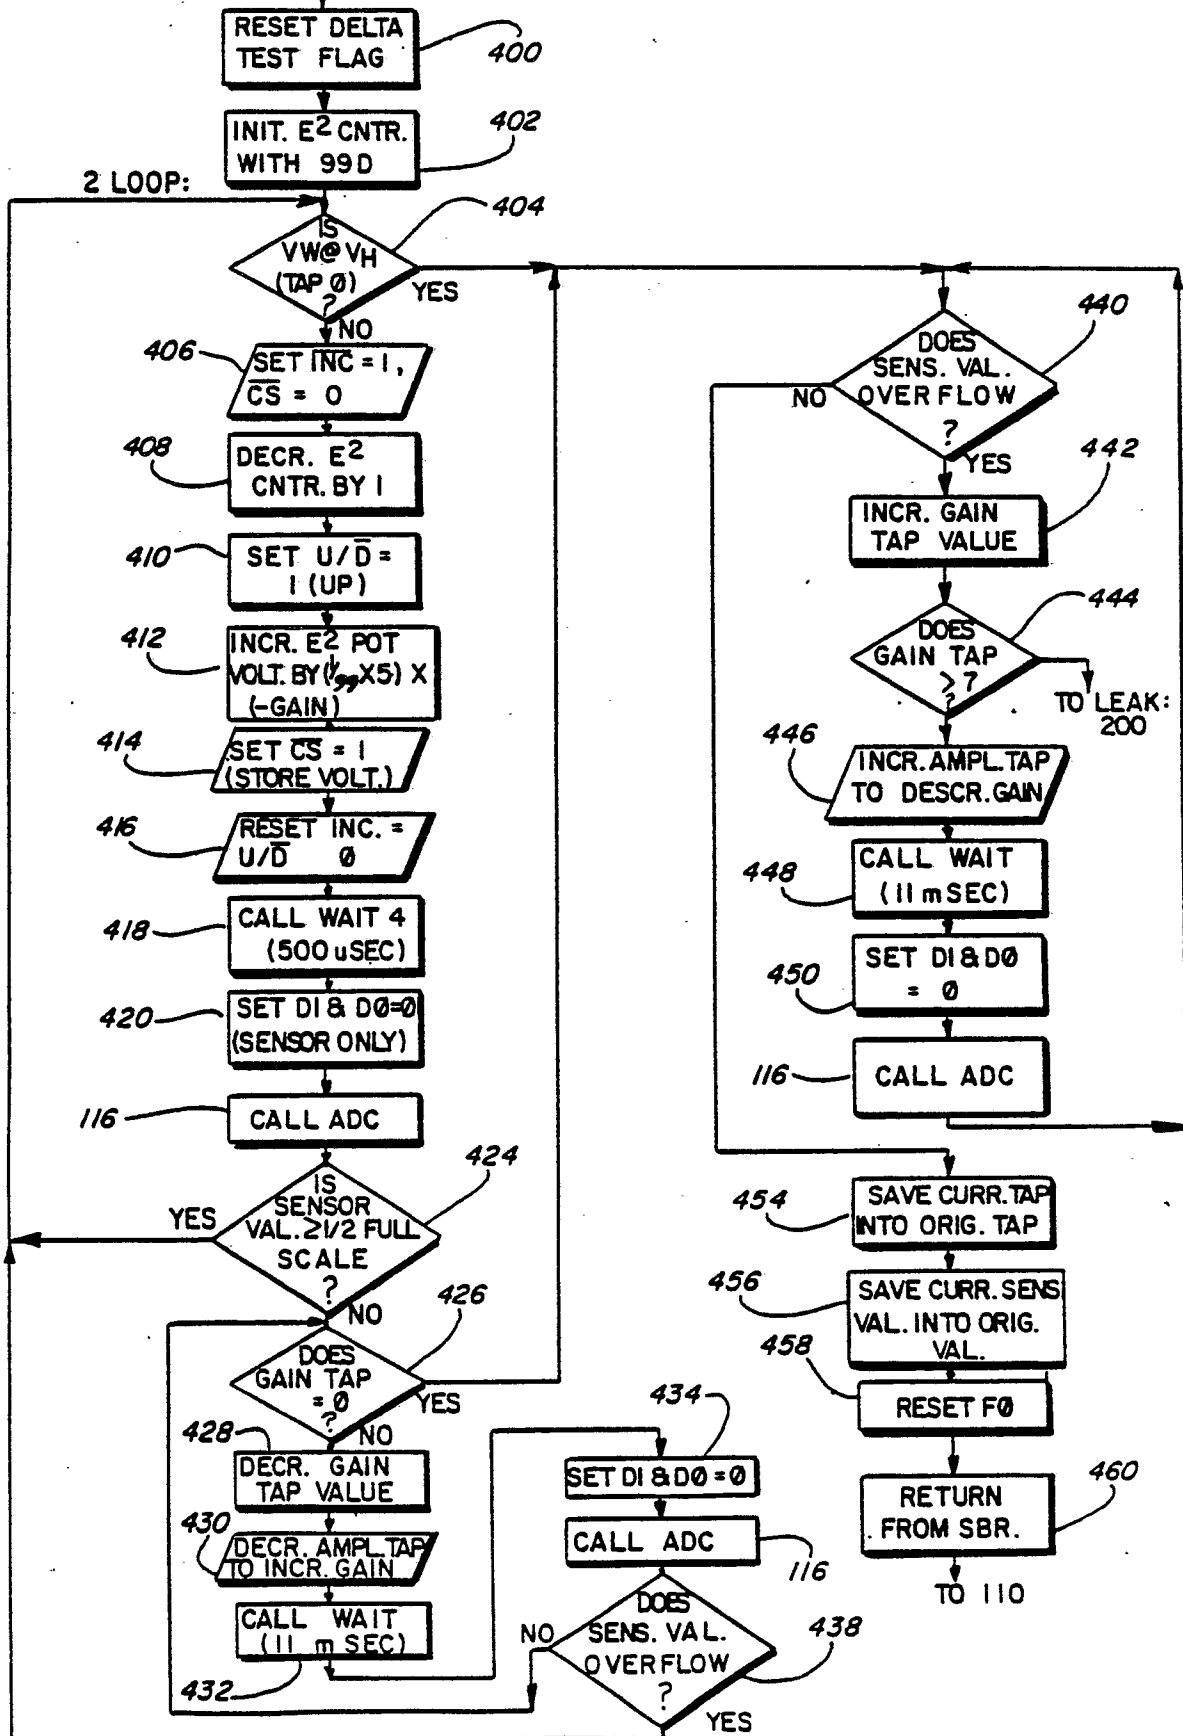 RESET DELTA
TEST FLAG
400
INIT. E2 CNTR.
WITH 99D
402
2 LOOP:
IS
VW@VH
(TAP Ø)
?
404
YES
NO
406
SET INC = 1,
CS = 0
408
DECR. E2
CNTR. BY 1
410
SET U/D =
1 (UP)
412
INCR. E2 POT
VOLT. BY (1/99 X5) X
(-GAIN)
414
SET CS = 1
(STORE VOLT.)
416
RESET INC. =
U/D Ø
418
CALL WAIT 4
(500 uSEC)
420
SET D1 & DØ=0
(SENSOR ONLY)
116
CALL ADC
424
IS
SENSOR
VAL. ≥1/2 FULL
SCALE
?
YES
NO
426
DOES
GAIN TAP
= Ø
?
YES
NO
428
DECR. GAIN
TAP VALUE
430
DECR. AMPL. TAP
TO INCR. GAIN
CALL WAIT
(11 m SEC)
432
434
SET D1 & DØ = Ø
CALL ADC
116
DOES
SENS. VAL.
OVERFLOW
?
438
NO
YES
440
DOES
SENS. VAL.
OVERFLOW
?
NO
YES
442
INCR. GAIN
TAP VALUE
444
DOES
GAIN TAP
> 7
?
TO LEAK:
200
446
INCR. AMPL. TAP
TO DESCR. GAIN
448
CALL WAIT
(11 mSEC)
450
SET D1 & DØ
= Ø
116
CALL ADC
454
SAVE CURR. TAP
INTO ORIG. TAP
456
SAVE CURR. SENS
VAL. INTO ORIG.
VAL.
458
RESET FØ
460
RETURN
FROM SBR.
TO 110